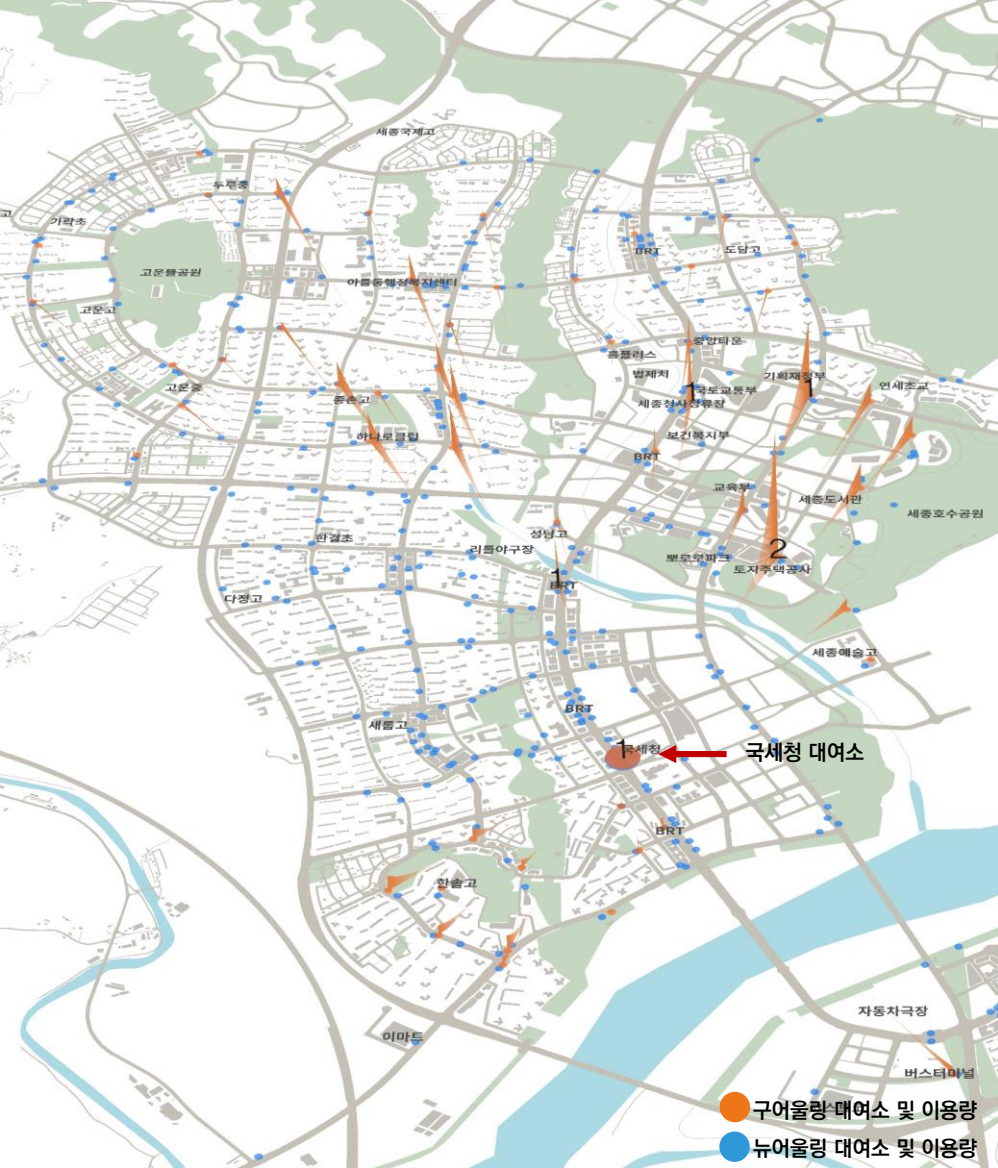 세종국제고
두루중
고
가락초
BRT
도담고
고운뜰공원
아름동행정복지센터
고운고
중앙타운
홈플러스
법제처
기획재정부
고운중
1
국토교통부
1
연세초교
종촌고
세종청사정류장
하나로클럽
보건복지부
BRT
교육부
세종도서관
세종호수공원
성남고
한결초
리틀야구장
2
뽀로로파크
토지주택공사
1
BRT
다정고
세종예술고
BRT
새롬고
1
국세청
국세청 대여소
BRT
한솔고
자동차극장
이마트
버스터미널
구어울링 대여소 및 이용량
뉴어울링 대여소 및 이용량